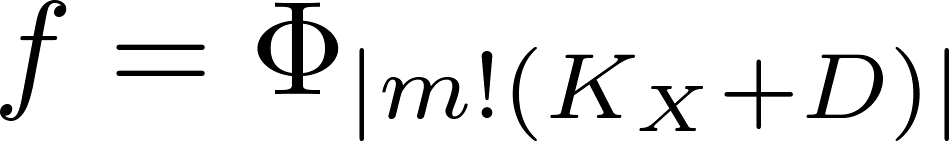 f = Φ_{|m!(K_X+D)|}